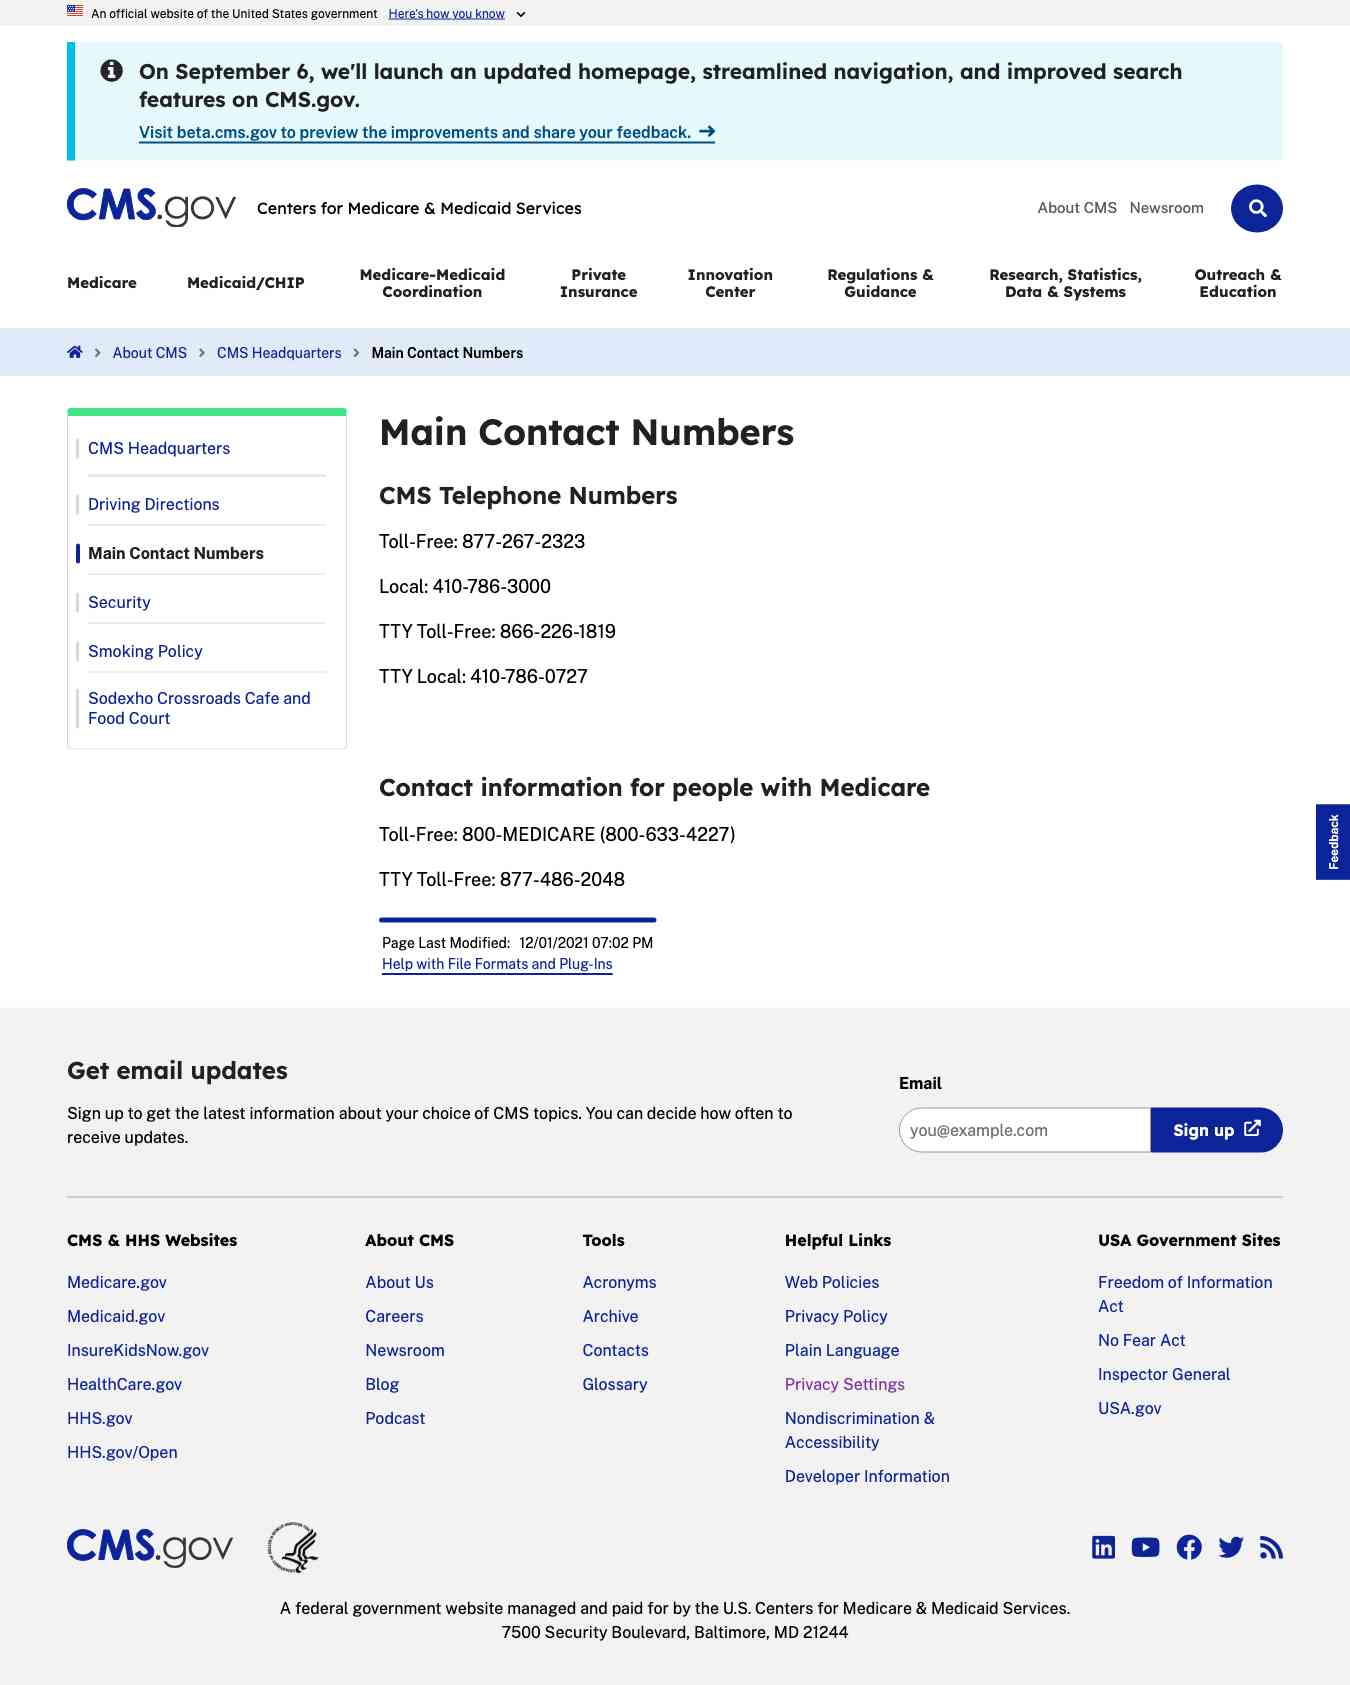 An official website of the United States government Here's how you know
On September 6, we'll launch an updated homepage, streamlined navigation, and improved search
features on CMS.gov.
Visit beta.cms.gov to preview the improvements and share your feedback.
CMS.gov Centers for Medicare & Medicaid Services
About CMS Newsroom
Medicare
Medicaid/CHIP
Medicare-Medicaid
Coordination
Private
Insurance
Innovation
Center
Regulations &
Guidance
Research, Statistics,
Data & Systems
Outreach &
Education
About CMS CMS Headquarters Main Contact Numbers
CMS Headquarters
Driving Directions
Main Contact Numbers
Security
Smoking Policy
Sodexho Crossroads Cafe and
Food Court
Main Contact Numbers
CMS Telephone Numbers
Toll-Free: 877-267-2323
Local: 410-786-3000
TTY Toll-Free: 866-226-1819
TTY Local: 410-786-0727
Contact information for people with Medicare
Toll-Free: 800-MEDICARE (800-633-4227)
TTY Toll-Free: 877-486-2048
Page Last Modified: 12/01/2021 07:02 PM
Help with File Formats and Plug-Ins
Feedback
Get email updates
Sign up to get the latest information about your choice of CMS topics. You can decide how often to
receive updates.
Email
you@example.com
Sign up
CMS & HHS Websites
Medicare.gov
Medicaid.gov
InsureKidsNow.gov
HealthCare.gov
HHS.gov
HHS.gov/Open
About CMS
About Us
Careers
Newsroom
Blog
Podcast
Tools
Acronyms
Archive
Contacts
Glossary
Helpful Links
Web Policies
Privacy Policy
Plain Language
Privacy Settings
Nondiscrimination &
Accessibility
Developer Information
USA Government Sites
Freedom of Information
Act
No Fear Act
Inspector General
USA.gov
CMS.gov
A federal government website managed and paid for by the U.S. Centers for Medicare & Medicaid Services.
7500 Security Boulevard, Baltimore, MD 21244